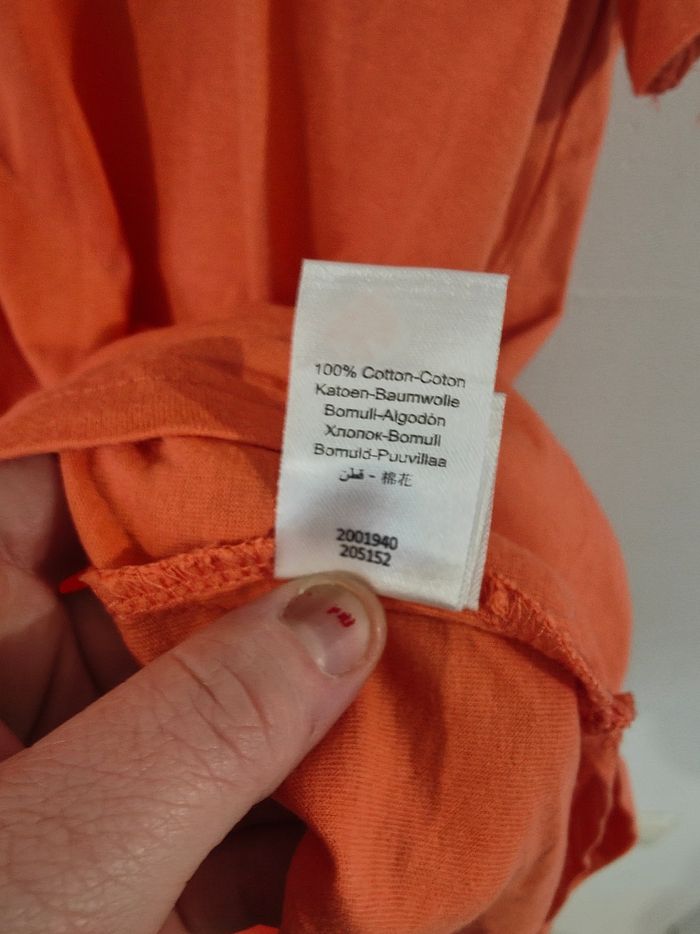 100% Cotton-Coton
Katoen-Baumwolle
Bomull-Algodón
Хлопок-Bomull
Bomuld-Puuvillaa
قطن - 棉花
2001940
205152